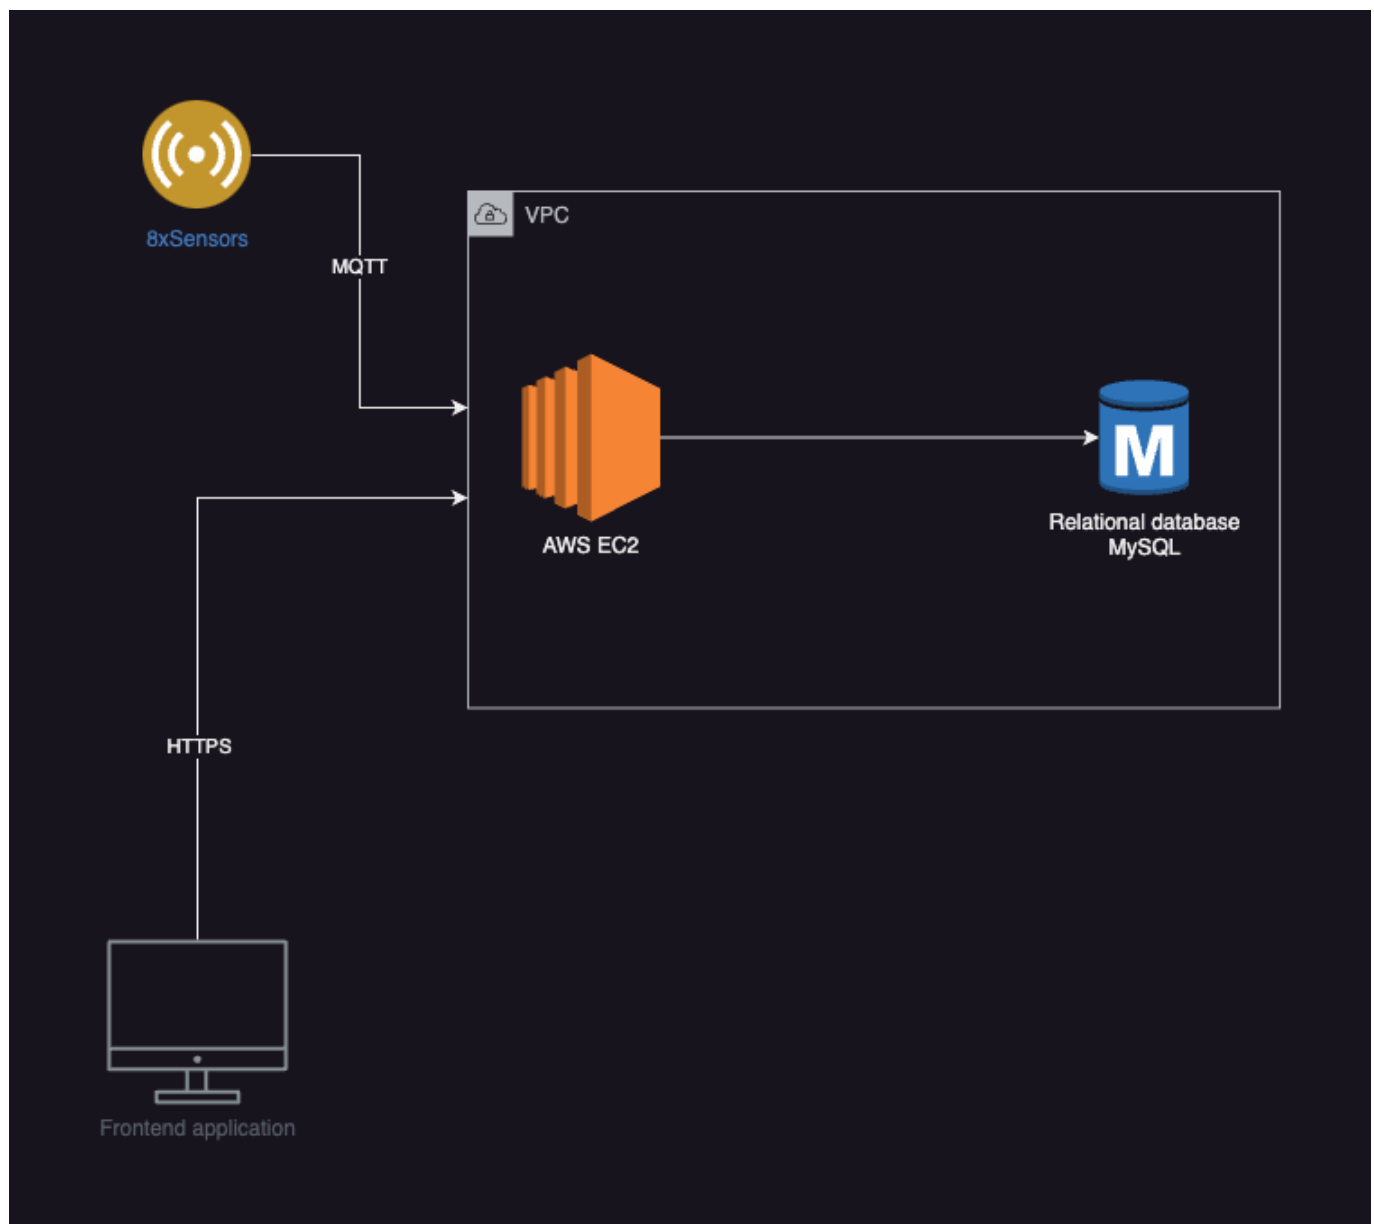 8xSensors
VPC
MQTT
M
AWS EC2
Relational database
MySQL
HTTPS
Frontend application